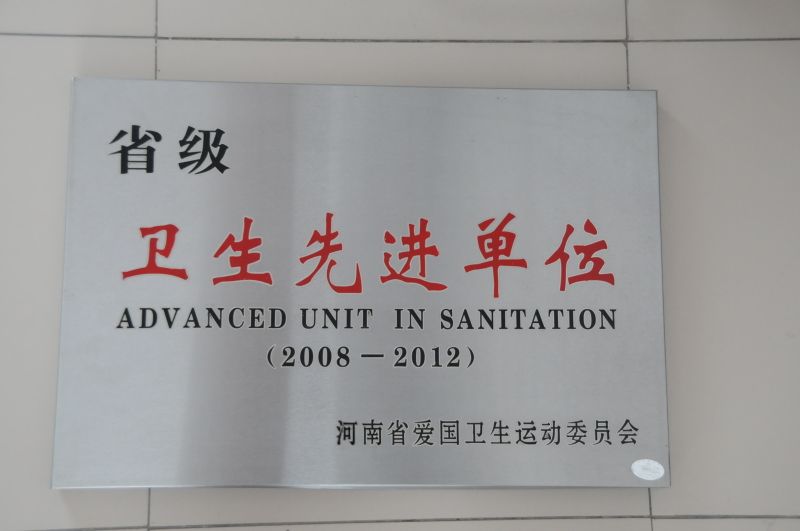 省级
卫生先进单位
ADVANCED UNIT IN SANITATION
(2008－2012)
河南省爱国卫生运动委员会